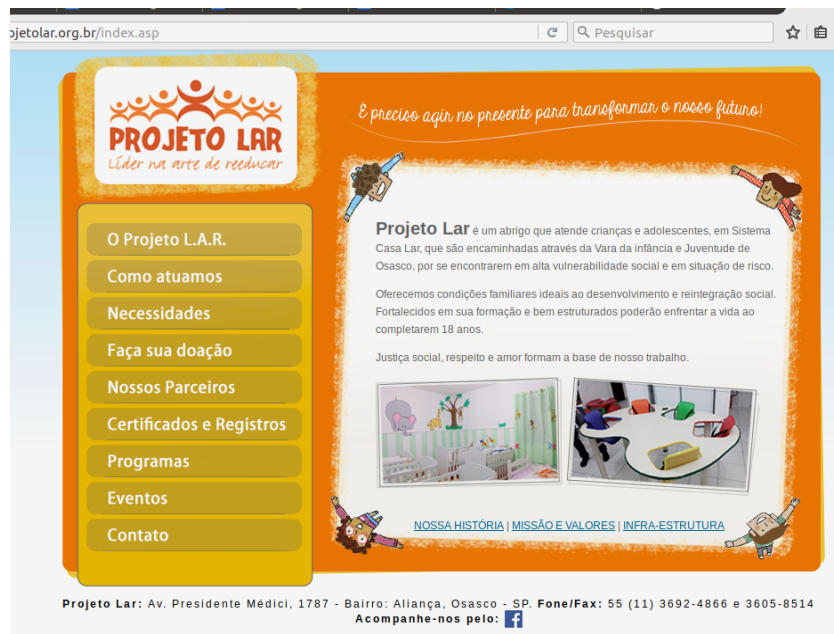 ojetolar.org.br/index.asp
Pesquisar
PROJETO LAR
Líder na arte de reeducar
É preciso agir no presente para transformar o nosso futuro!
O Projeto L.A.R.
Como atuamos
Necessidades
Faça sua doação
Nossos Parceiros
Certificados e Registros
Programas
Eventos
Contato
Projeto Lar é um abrigo que atende crianças e adolescentes, em Sistema
Casa Lar, que são encaminhadas através da Vara da infância e Juventude de
Osasco, por se encontrarem em alta vulnerabilidade social e em situação de risco.
Oferecemos condições familiares ideais ao desenvolvimento e reintegração social.
Fortalecidos em sua formação e bem estruturados poderão enfrentar a vida ao
completarem 18 anos.
Justiça social, respeito e amor formam a base de nosso trabalho.
NOSSA HISTÓRIA | MISSÃO E VALORES | INFRA-ESTRUTURA
Projeto Lar: Av. Presidente Médici, 1787 - Bairro: Aliança, Osasco - SP. Fone/Fax: 55 (11) 3692-4866 e 3605-8514
Acompanhe-nos pelo: